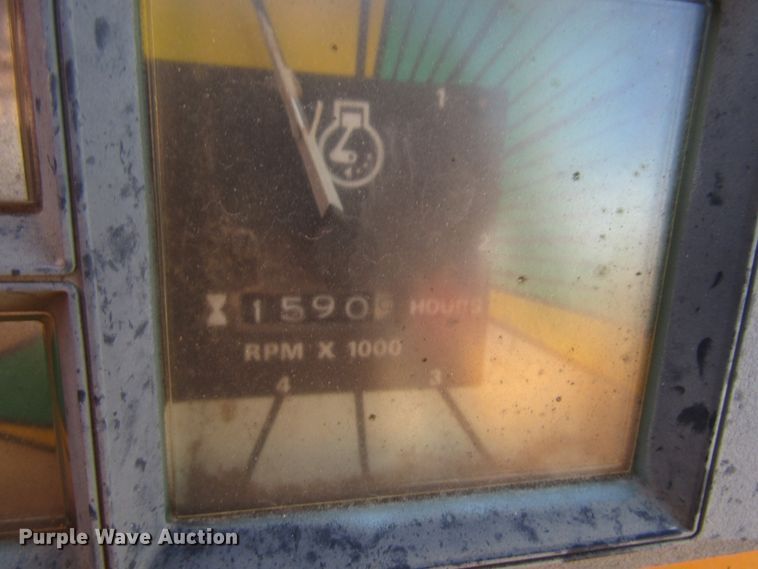 1
2
1590 HOURS
RPM X 1000
4 3
Purple Wave Auction